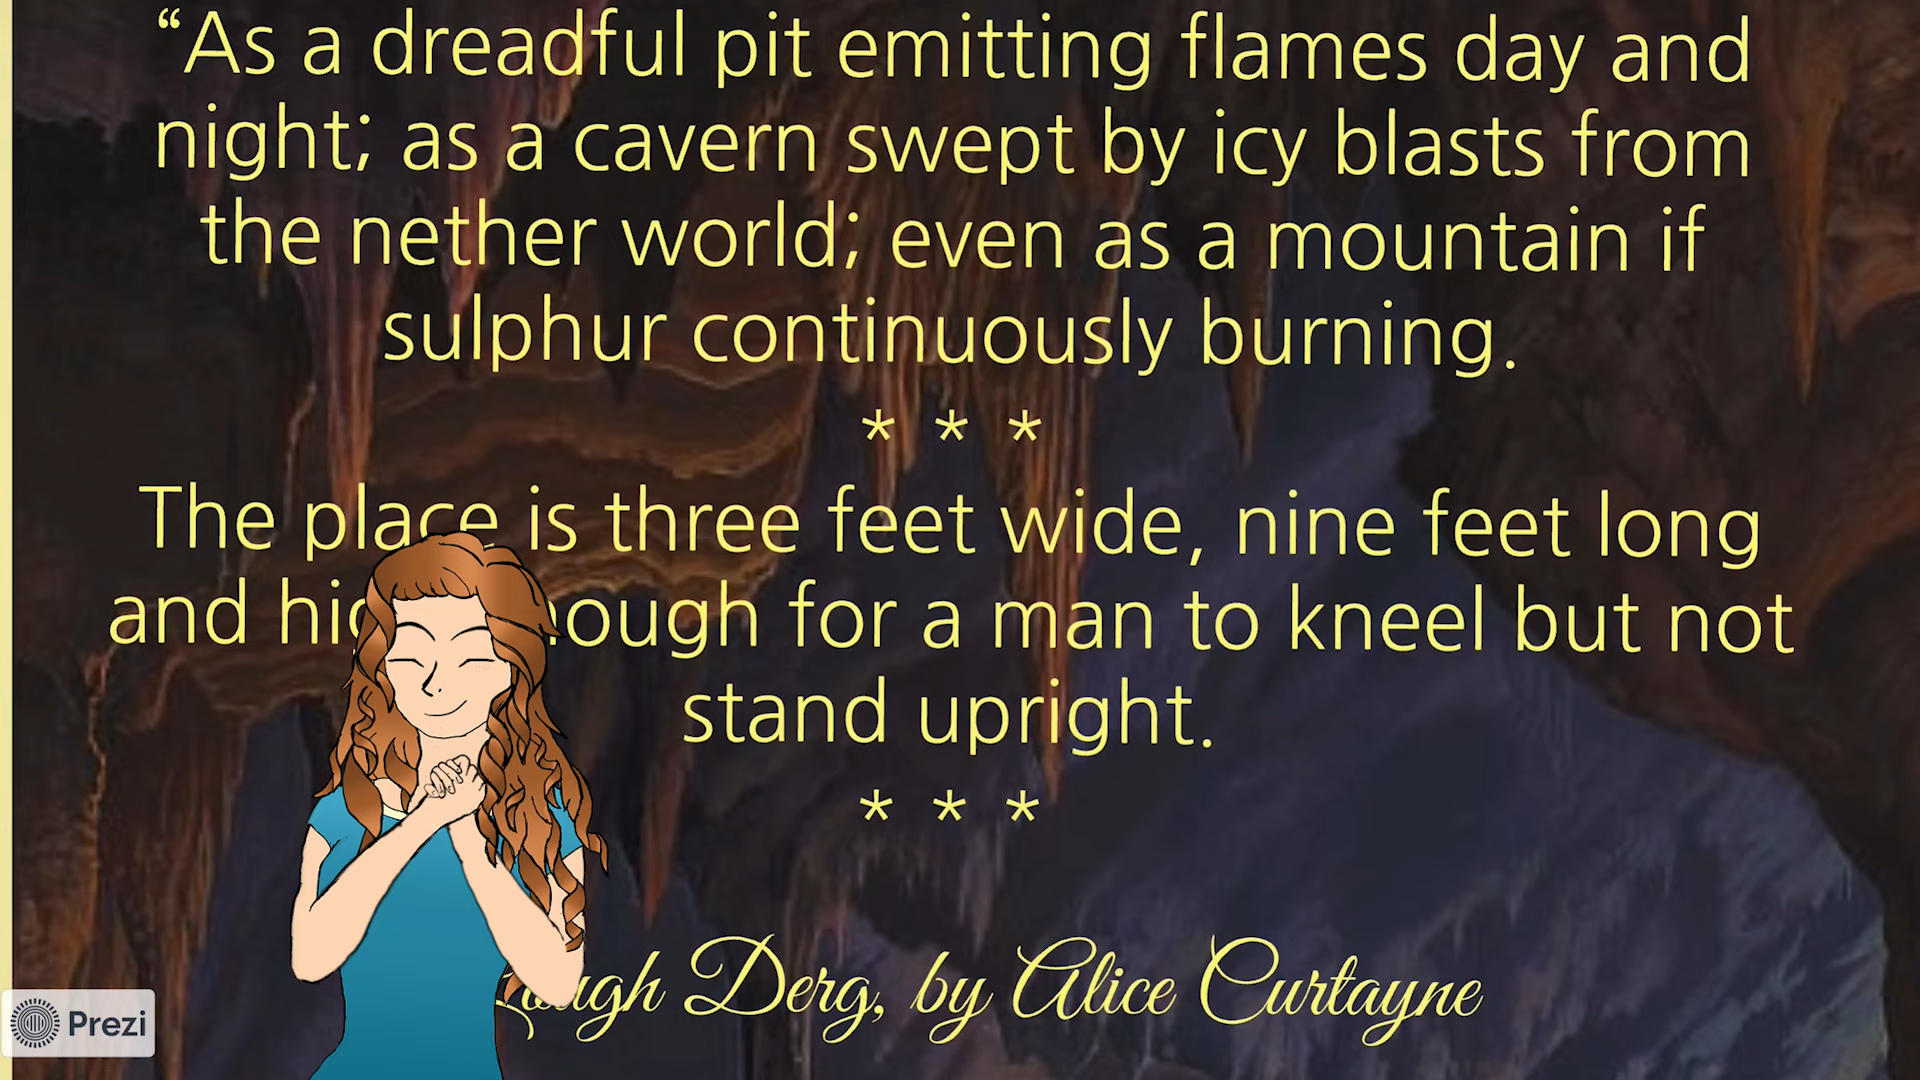 “As a dreadful pit emitting flames day and
night; as a cavern swept by icy blasts from
the nether world; even as a mountain if
sulphur continuously burning.
* * *
The place is three feet wide, nine feet long
and for a man to kneel but not
stand upright.
* * *
Derg, by Alice Curtayne
Prezi